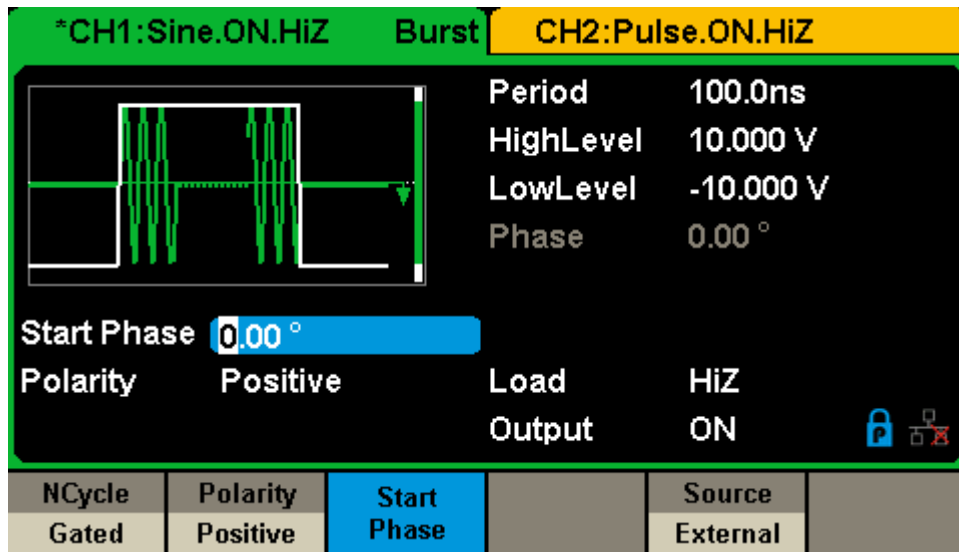 *CH1:Sine.ON.HiZ Burst CH2:Pulse.ON.HiZ
Period 100.0ns
HighLevel 10.000 V
LowLevel -10.000 V
Phase 0.00 °
Start Phase 0.00 °
Polarity Positive Load HiZ
Output ON P
NCycle Polarity Start Phase Source
Gated Positive External